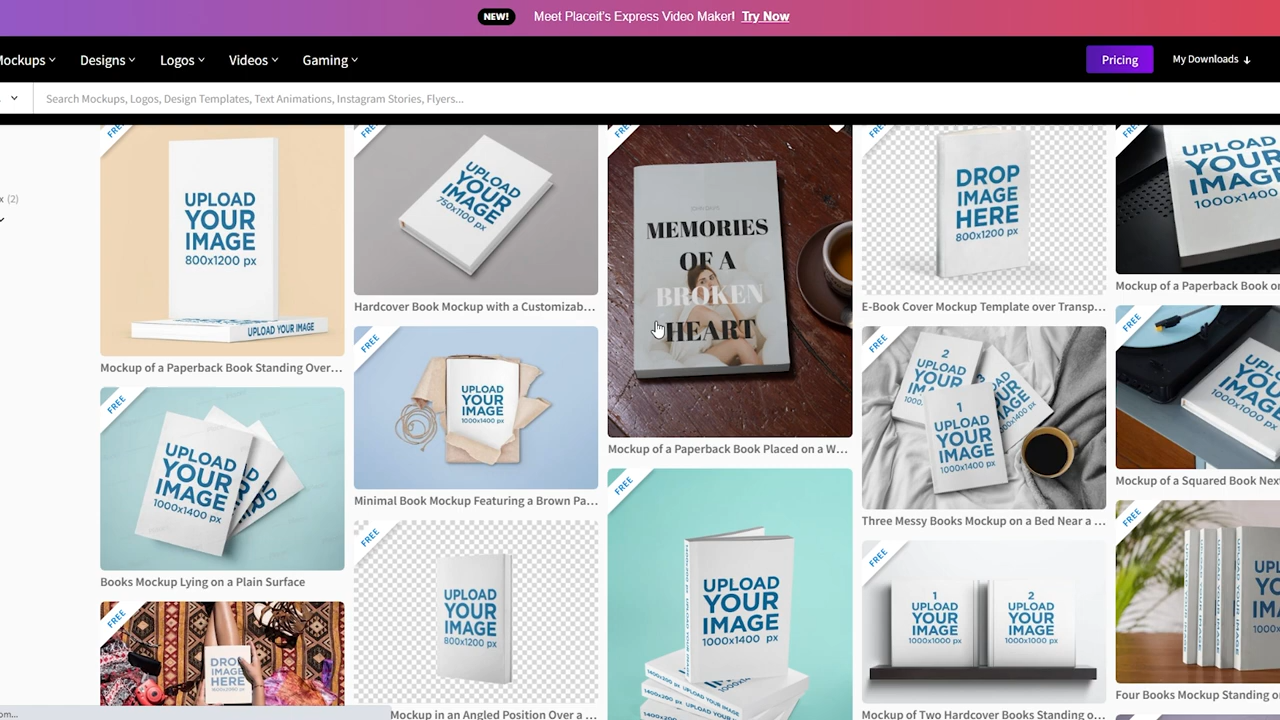 NEW! Meet Placeit's Express Video Maker! Try Now
Mockups Designs Logos Videos Gaming Pricing My Downloads
Search Mockups, Logos, Design Templates, Text Animations, Instagram Stories, Flyers...
(2)
FREE
UPLOAD
YOUR
IMAGE
800x1200 px
UPLOAD YOUR IMAGE
Mockup of a Paperback Book Standing Over...
FREE
UPLOAD
YOUR
IMAGE
1000x1400 px
Books Mockup Lying on a Plain Surface
FREE
DROP
IMAGE
HERE
FREE
UPLOAD
YOUR
IMAGE
750x1100 px
Hardcover Book Mockup with a Customizab...
FREE
UPLOAD
YOUR
IMAGE
1000x1400 px
Minimal Book Mockup Featuring a Brown Pa...
FREE
UPLOAD
YOUR
IMAGE
800x1200 px
Mockup in an Angled Position Over a ...
FREE
MEMORIES
OF A
BROKEN
HEART
Mockup of a Paperback Book Placed on a W...
FREE
UPLOAD
YOUR
IMAGE
1000x1400 px
FREE
DROP
IMAGE
HERE
800x1200 px
E-Book Cover Mockup Template over Transp...
FREE
2
UPLOAD
YOUR
IMAGE
1
UPLOAD
YOUR
IMAGE
1000x1400 px
Three Messy Books Mockup on a Bed Near a ...
FREE
1
UPLOAD
YOUR
IMAGE
1000x1000 px
2
UPLOAD
YOUR
IMAGE
1000x1000 px
Mockup of Two Hardcover Books Standing o...
FREE
UPLOAD
YOUR
IMAGE
1000x1400
Mockup of a Paperback Book o
FREE
UPLOAD
YOUR
IMAGE
Mockup of a Squared Book Nex
FREE
Four Books Mockup Standing o